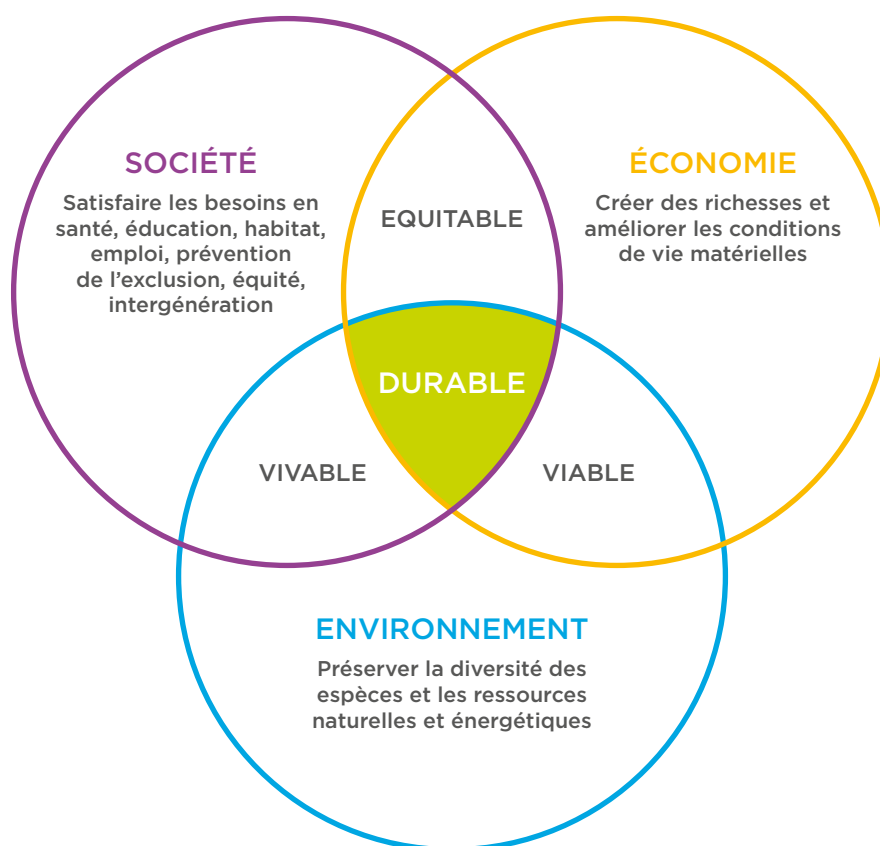 SOCIÉTÉ
Satisfaire les besoins en
santé, éducation, habitat,
emploi, prévention
de l'exclusion, équité,
intergénération
EQUITABLE
ÉCONOMIE
Créer des richesses et
améliorer les conditions
de vie matérielles
DURABLE
VIVABLE
VIABLE
ENVIRONNEMENT
Préserver la diversité des
espèces et les ressources
naturelles et énergétiques